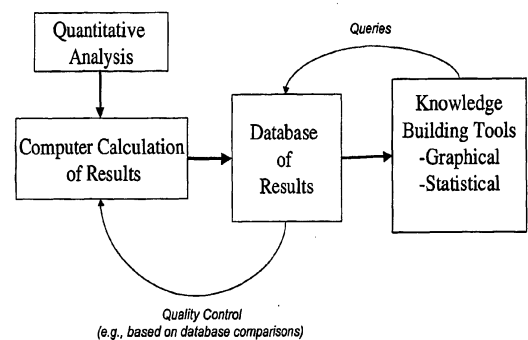 Quantitative
Analysis
Queries
Computer Calculation
of Results
Database
of
Results
Knowledge
Building Tools
-Graphical
-Statistical
Quality Control
(e.g., based on database comparisons)